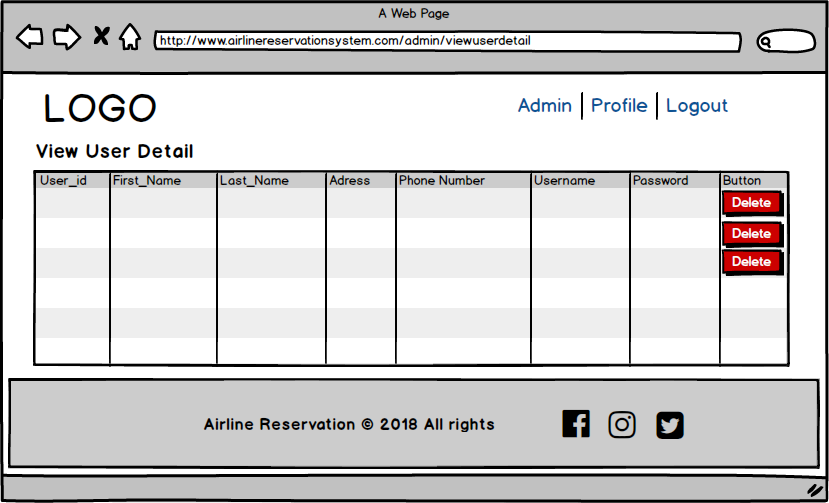 A Web Page
http://www.airlinereservationsystem.com/admin/viewuserdetail
LOGO
Admin Profile Logout
View User Detail
User_id First_Name Last_Name Adress Phone Number Username Password Button
Delete
Delete
Delete
Airline Reservation © 2018 All rights